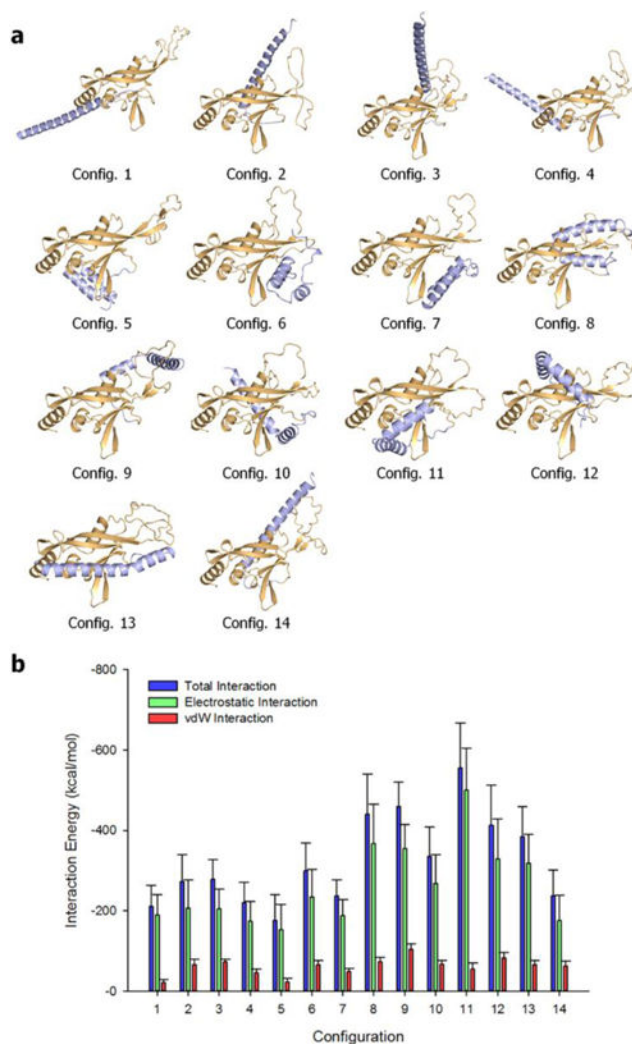 a
Config. 1 Config. 2 Config. 3 Config. 4
Config. 5 Config. 6 Config. 7 Config. 8
Config. 9 Config. 10 Config. 11 Config. 12
Config. 13 Config. 14
b
-800
Total Interaction
Electrostatic Interaction
vdW Interaction
-600
-400
-200
-0
Interaction Energy (kcal/mol)
1 2 3 4 5 6 7 8 9 10 11 12 13 14
Configuration